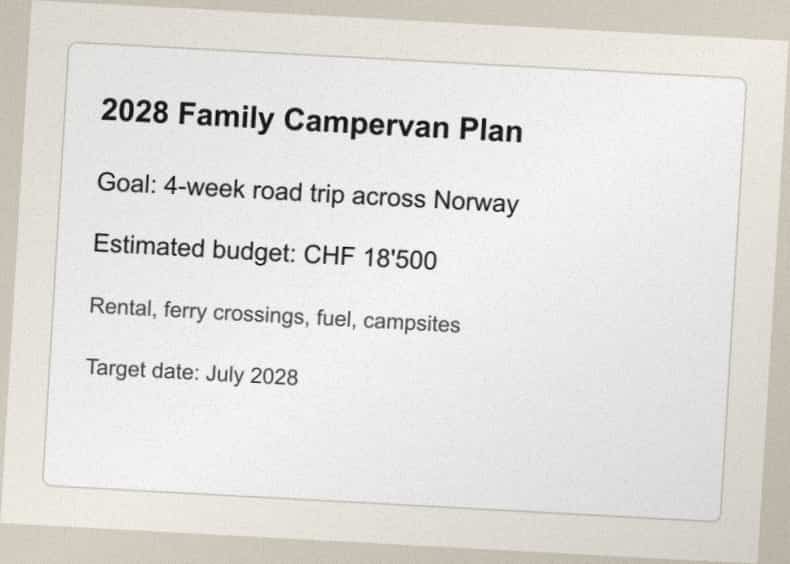 2028 Family Campervan Plan
Goal: 4-week road trip across Norway
Estimated budget: CHF 18'500
Rental, ferry crossings, fuel, campsites
Target date: July 2028